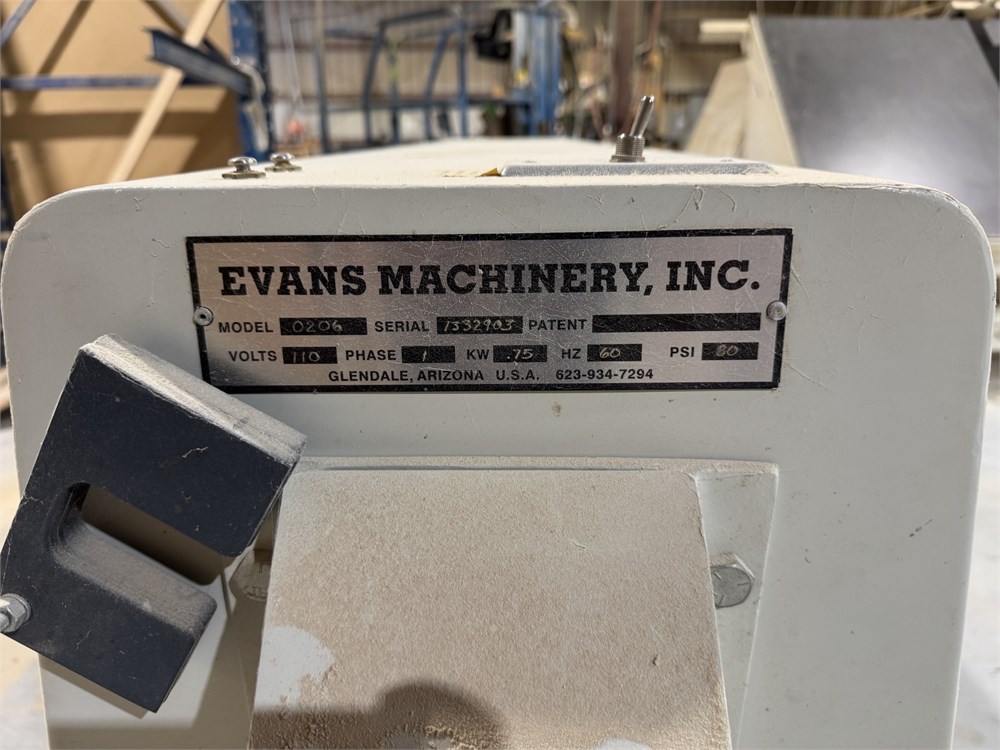 EVANS MACHINERY, INC.
MODEL 0206 SERIAL 1332903 PATENT
VOLTS 110 PHASE 1 KW .75 HZ 60 PSI 80
GLENDALE, ARIZONA U.S.A. 623-934-7294